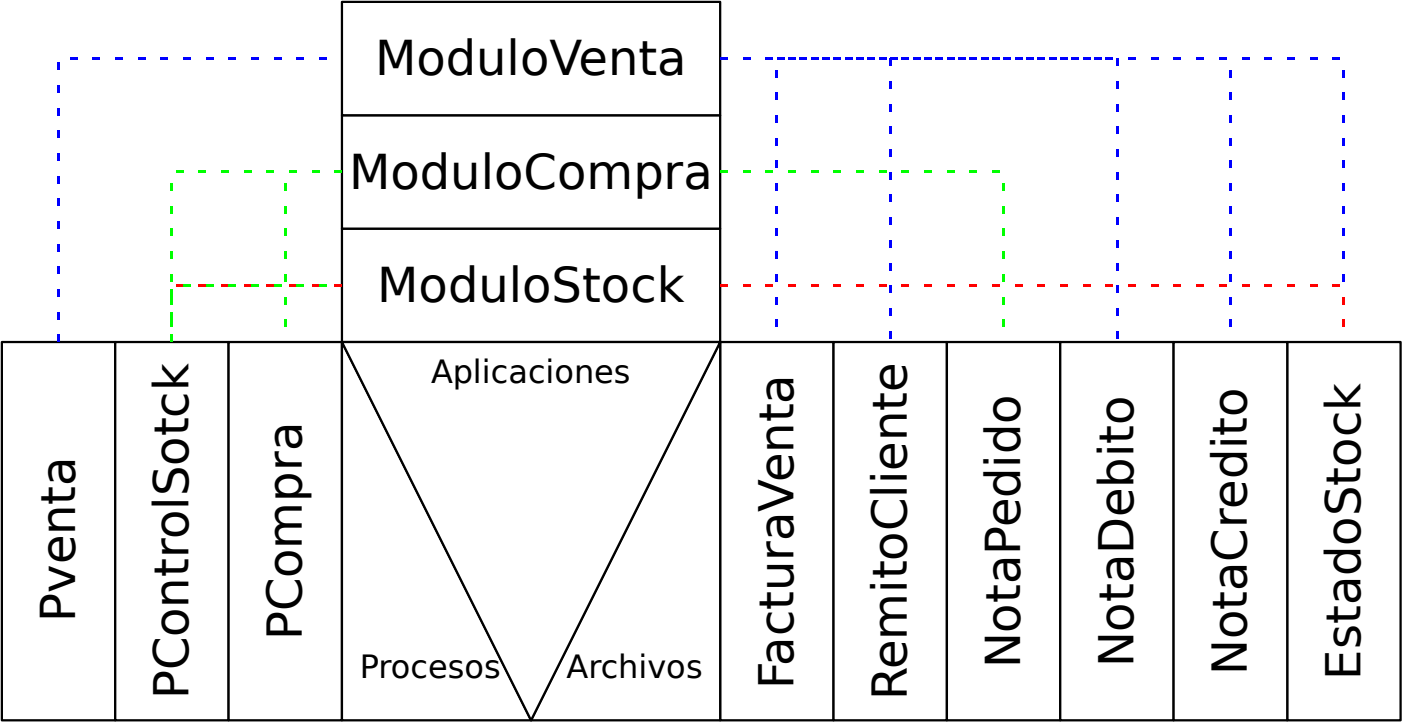 ModuloVenta
ModuloCompra
ModuloStock
Aplicaciones
Procesos
Archivos
Pventa
PControlSotck
PCompra
FacturaVenta
RemitoCliente
NotaPedido
NotaDebito
NotaCredito
EstadoStock